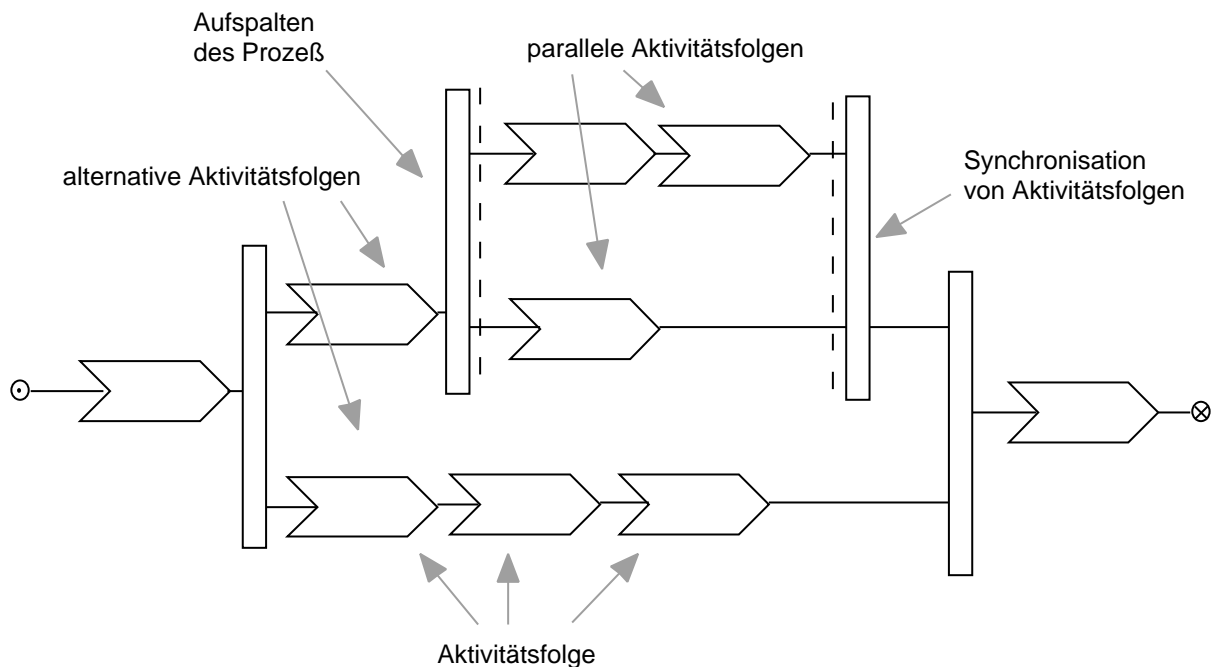 Aufspalten
des Prozeß
parallele Aktivitätsfolgen
alternative Aktivitätsfolgen
Synchronisation
von Aktivitätsfolgen
Aktivitätsfolge